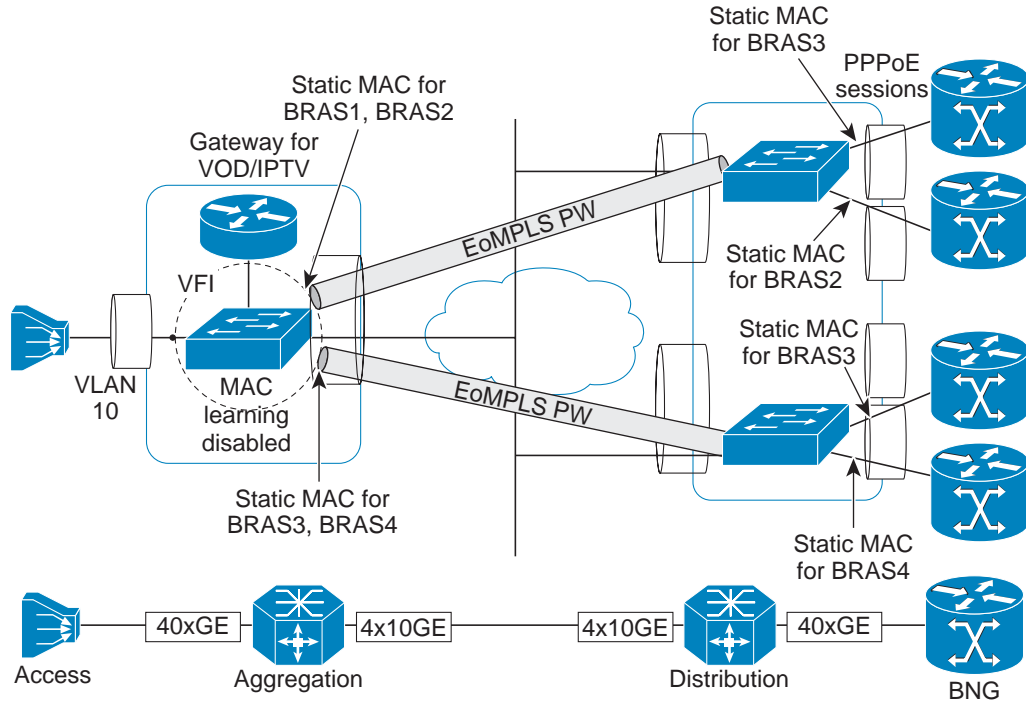 Static MAC
for BRAS3
PPPoE
sessions
Static MAC for
BRAS1, BRAS2
Gateway for
VOD/IPTV
EoMPLS PW
Static MAC
for BRAS2
VFI
VLAN
10
MAC
learning
disabled
EoMPLS PW
Static MAC
for BRAS3
Static MAC for
BRAS3, BRAS4
Static MAC
for BRAS4
40xGE
4x10GE
4x10GE
40xGE
Access
Aggregation
Distribution
BNG